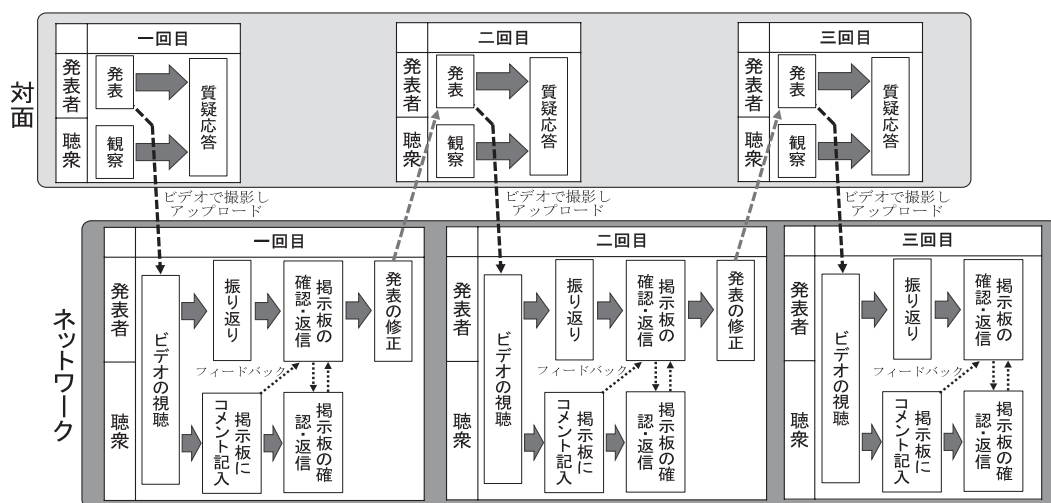 対面
一回目
発表者
発表
質疑応答
聴衆
観察
二回目
発表者
発表
質疑応答
聴衆
観察
三回目
発表者
発表
質疑応答
聴衆
観察
ビデオで撮影し
アップロード
ビデオで撮影し
アップロード
ビデオで撮影し
アップロード
ネットワーク
一回目
発表者
ビデオの視聴
振り返り
掲示板の
確認・返信
発表の修正
フィードバック
聴衆
掲示板に
コメント記入
掲示板の確
認・返信
二回目
発表者
ビデオの視聴
振り返り
掲示板の
確認・返信
発表の修正
フィードバック
聴衆
掲示板に
コメント記入
掲示板の確
認・返信
三回目
発表者
ビデオの視聴
振り返り
掲示板の
確認・返信
フィードバック
聴衆
掲示板に
コメント記入
掲示板の確
認・返信